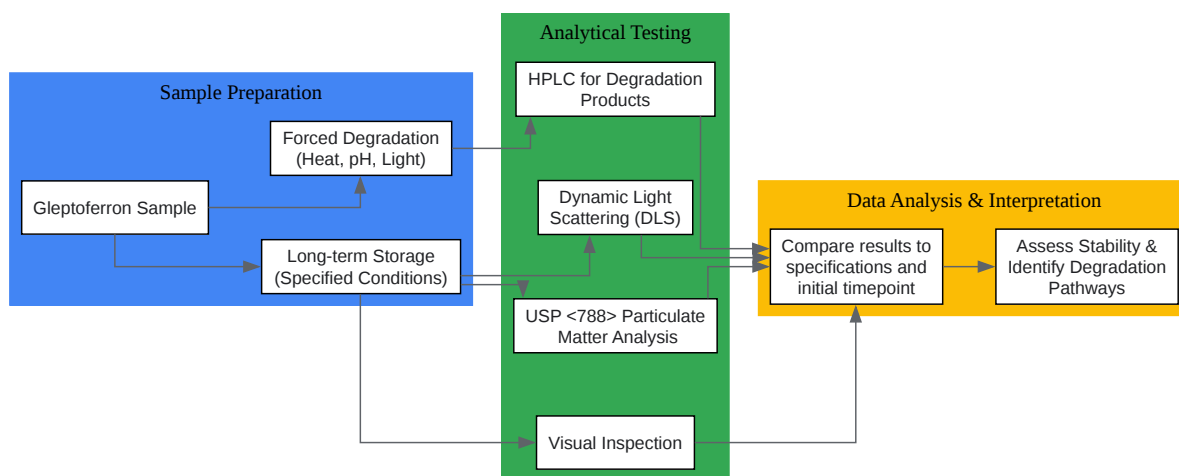 Sample Preparation
Gleptoferron Sample
Forced Degradation
(Heat, pH, Light)
Long-term Storage
(Specified Conditions)
Analytical Testing
HPLC for Degradation
Products
Dynamic Light
Scattering (DLS)
USP <788> Particulate
Matter Analysis
Visual Inspection
Data Analysis & Interpretation
Compare results to
specifications and
initial timepoint
Assess Stability &
Identify Degradation
Pathways